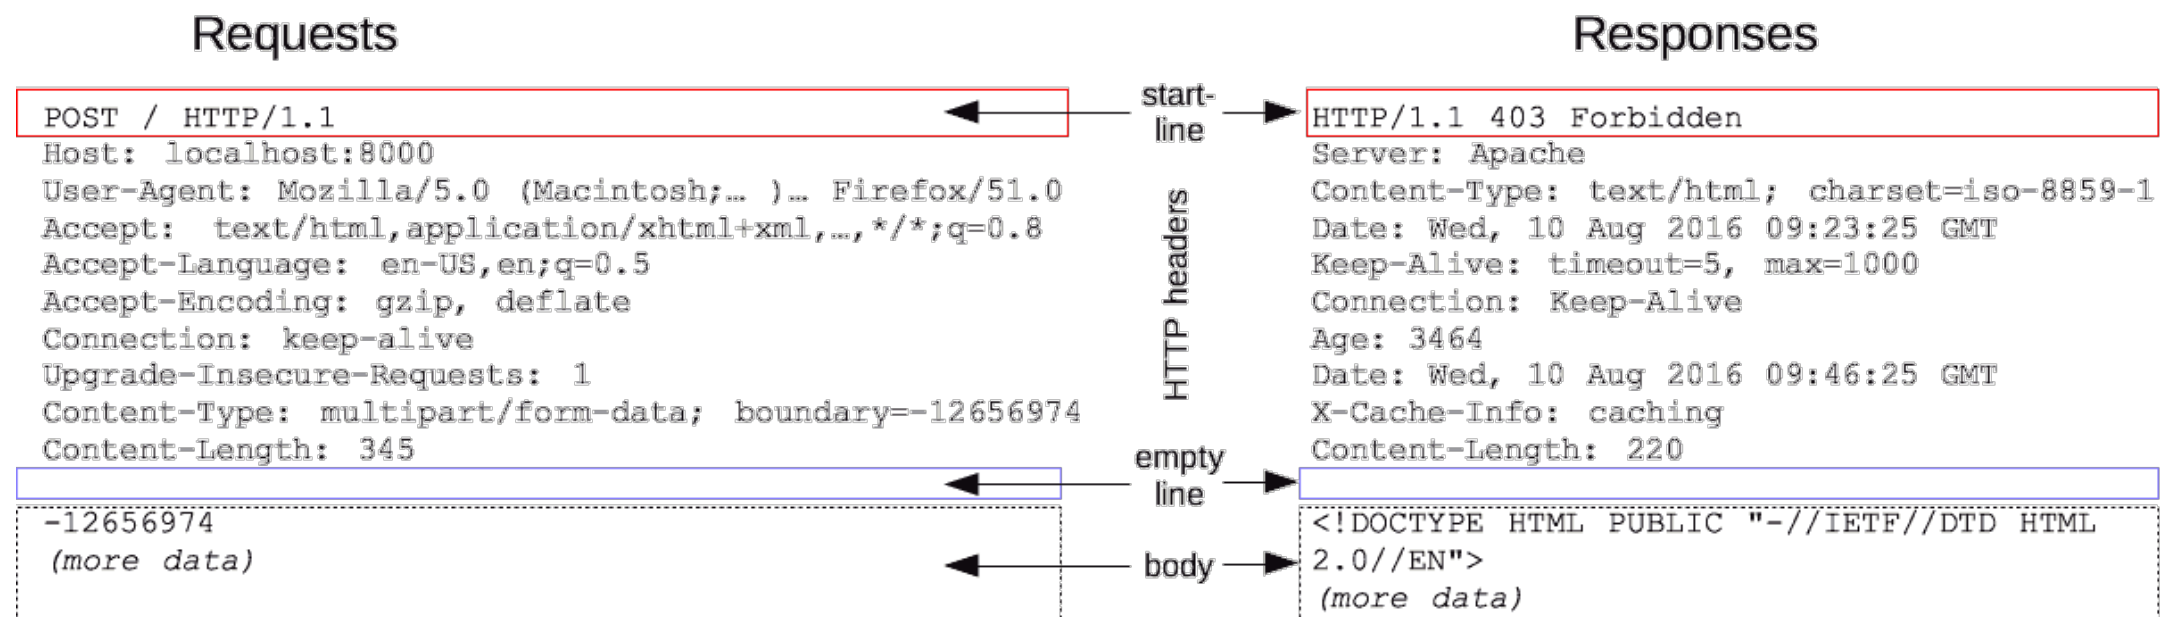 Requests
POST / HTTP/1.1
Host: localhost:8000
User-Agent: Mozilla/5.0 (Macintosh;… )… Firefox/51.0
Accept: text/html,application/xhtml+xml,…,*/*;q=0.8
Accept-Language: en-US,en;q=0.5
Accept-Encoding: gzip, deflate
Connection: keep-alive
Upgrade-Insecure-Requests: 1
Content-Type: multipart/form-data; boundary=-12656974
Content-Length: 345
-12656974
(more data)
start-
line
HTTP headers
empty
line
body
Responses
HTTP/1.1 403 Forbidden
Server: Apache
Content-Type: text/html; charset=iso-8859-1
Date: Wed, 10 Aug 2016 09:23:25 GMT
Keep-Alive: timeout=5, max=1000
Connection: Keep-Alive
Age: 3464
Date: Wed, 10 Aug 2016 09:46:25 GMT
X-Cache-Info: caching
Content-Length: 220
<!DOCTYPE HTML PUBLIC "-//IETF//DTD HTML
2.0//EN">
(more data)